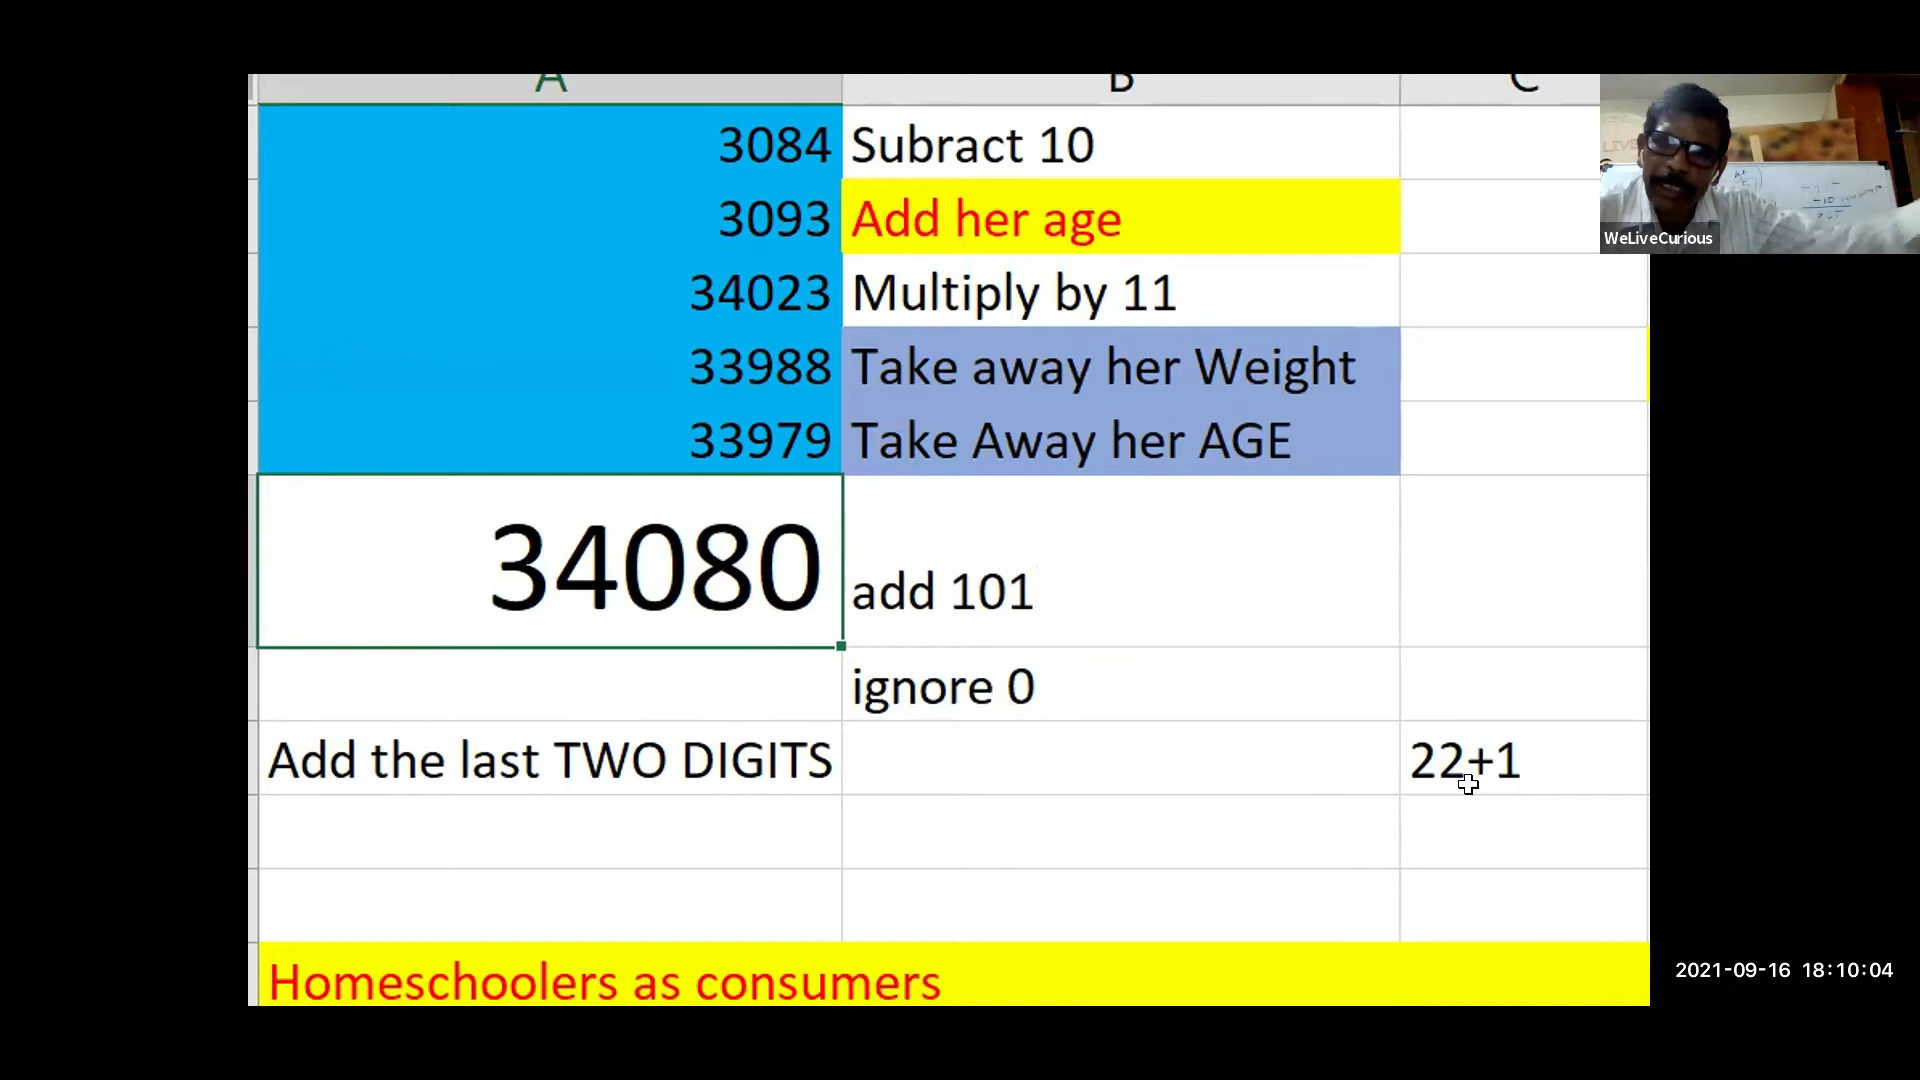 A B C
3084 Subract 10
3093 Add her age
34023 Multiply by 11
33988 Take away her Weight
33979 Take Away her AGE
34080 add 101
ignore 0
Add the last TWO DIGITS 22+1
Homeschoolers as consumers
WeLiveCurious
2021-09-16 18:10:04